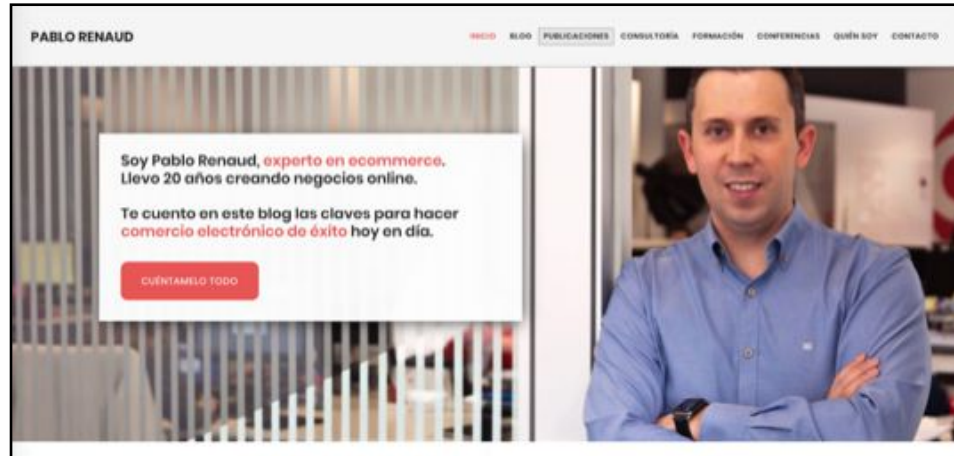 PABLO RENAUD
INICIO BLOG PUBLICACIONES CONSULTORÍA FORMACIÓN CONFERENCIAS QUIÉN SOY CONTACTO
Soy Pablo Renaud, experto en ecommerce.
Llevo 20 años creando negocios online.
Te cuento en este blog las claves para hacer
comercio electrónico de éxito hoy en día.
CUÉNTAMELO TODO